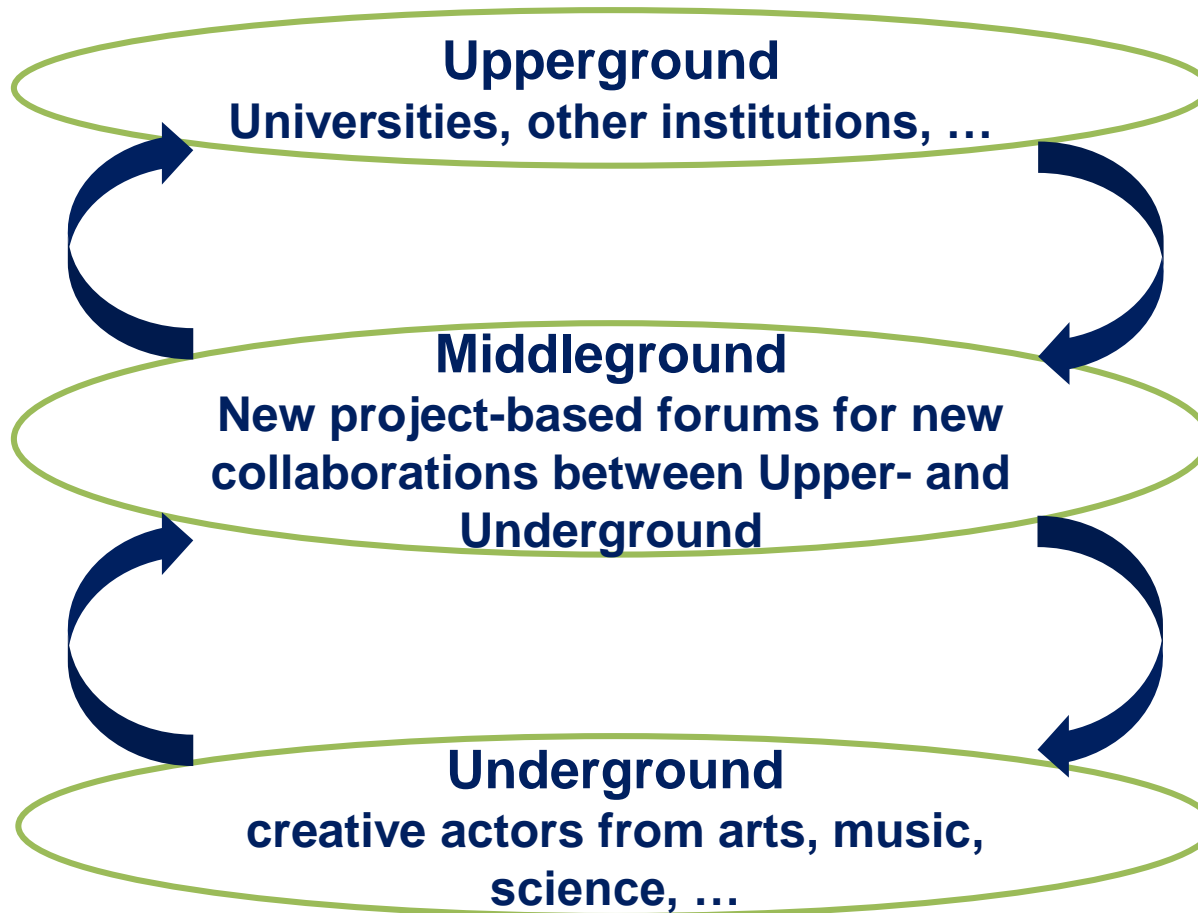 Upperground
Universities, other institutions, …
Middleground
New project-based forums for new
collaborations between Upper- and
Underground
Underground
creative actors from arts, music,
science, …